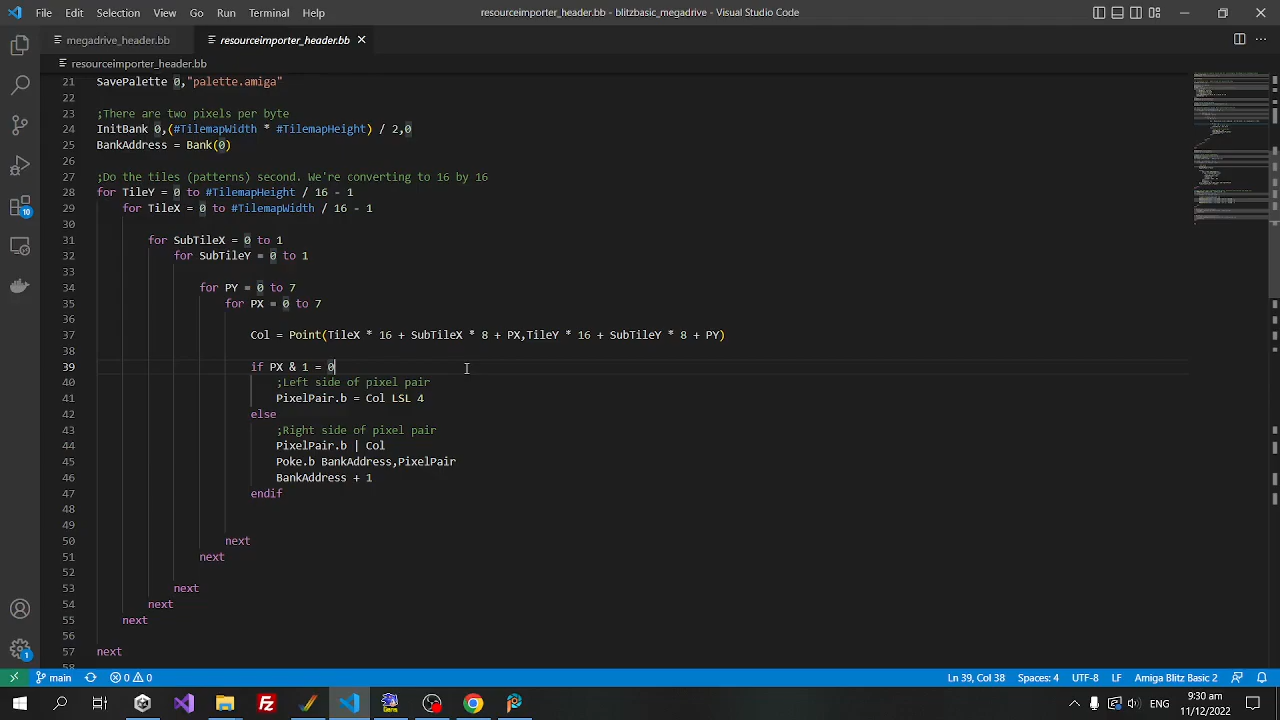 File Edit Selection View Go Run Terminal Help
resourceimporter_header.bb - blitzbasic_megadrive - Visual Studio Code
megadrive_header.bb resourceimporter_header.bb
resourceimporter_header.bb
21 SavePalette 0,"palette.amiga"
22
23 ;There are two pixels per byte
24 InitBank 0,(#TilemapWidth * #TilemapHeight) / 2,0
25 BankAddress = Bank(0)
26
27 ;Do the tiles (patterns) second. We're converting to 16 by 16
28 for TileY = 0 to #TilemapHeight / 16 - 1
29 for TileX = 0 to #TilemapWidth / 16 - 1
30
31 for SubTileX = 0 to 1
32 for SubTileY = 0 to 1
33
34 for PY = 0 to 7
35 for PX = 0 to 7
36
37 Col = Point(TileX * 16 + SubTileX * 8 + PX,TileY * 16 + SubTileY * 8 + PY)
38
39 if PX & 1 = 0
40 ;Left side of pixel pair
41 PixelPair.b = Col LSL 4
42 else
43 ;Right side of pixel pair
44 PixelPair.b | Col
45 Poke.b BankAddress,PixelPair
46 BankAddress + 1
47 endif
48
49
50 next
51 next
52
53 next
54 next
55 next
56
57 next
58
10
1
main 0 0 Ln 39, Col 38 Spaces: 4 UTF-8 LF Amiga Blitz Basic 2
ENG 9:30 am
11/12/2022